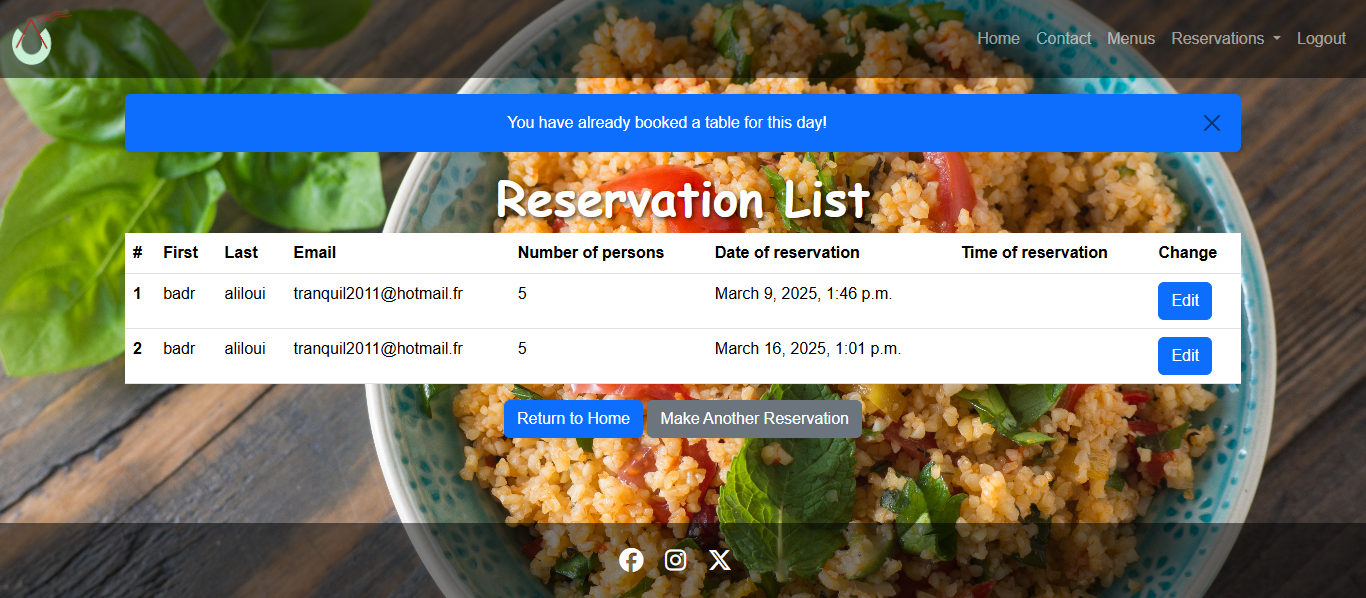 Home Contact Menus Reservations Logout
You have already booked a table for this day!
Reservation List
# First Last Email Number of persons Date of reservation Time of reservation Change
1 badr aliloui tranquil2011@hotmail.fr 5 March 9, 2025, 1:46 p.m. Edit
2 badr aliloui tranquil2011@hotmail.fr 5 March 16, 2025, 1:01 p.m. Edit
Return to Home Make Another Reservation